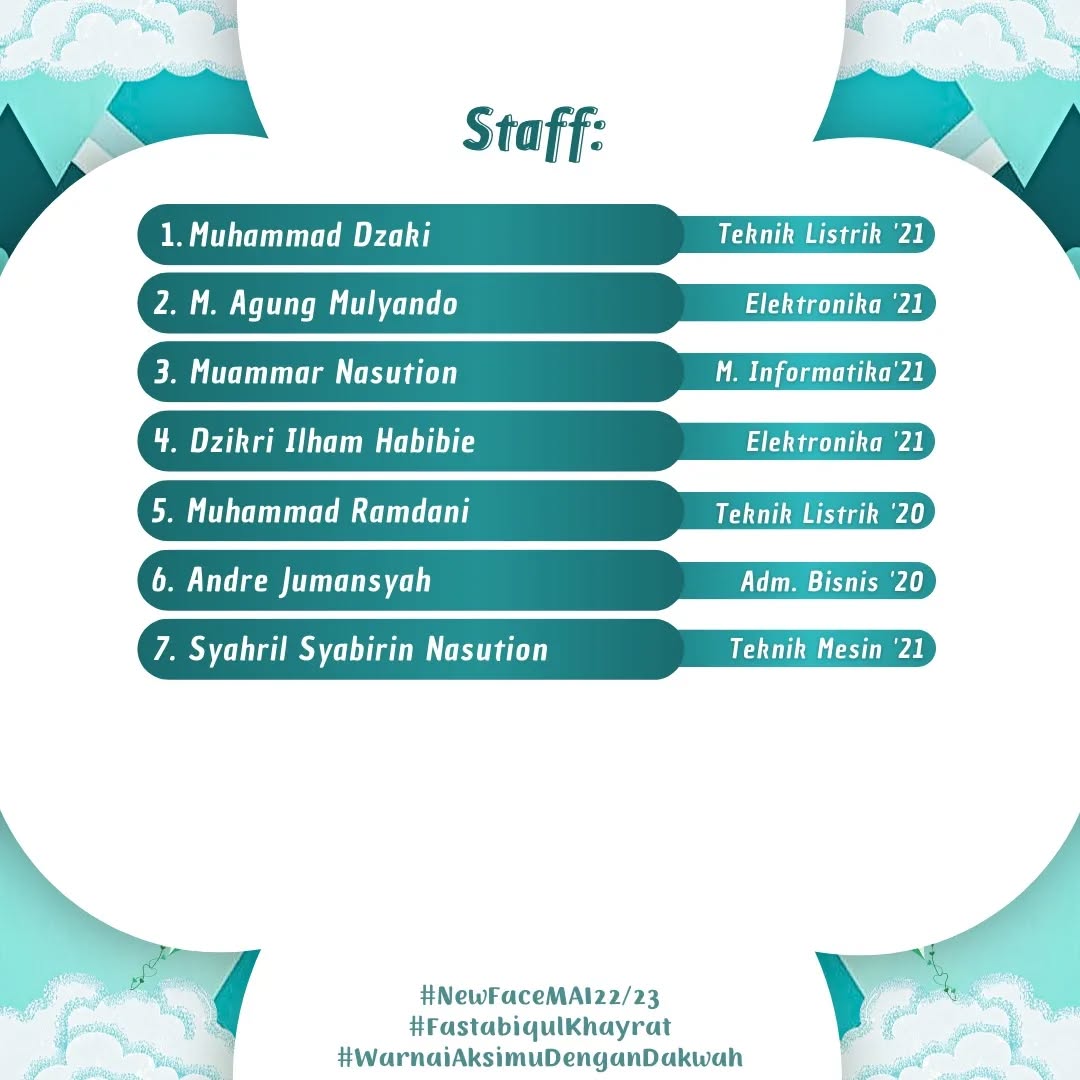 Staff:
1. Muhammad Dzaki Teknik Listrik '21
2. M. Agung Mulyando Elektronika '21
3. Muammar Nasution M. Informatika'21
4. Dzikri Ilham Habibie Elektronika '21
5. Muhammad Ramdani Teknik Listrik '20
6. Andre Jumansyah Adm. Bisnis '20
7. Syahril Syabirin Nasution Teknik Mesin '21
#NewFaceMAI22/23
#FastabiqulKhayrat
#WarnaiAksimuDenganDakwah